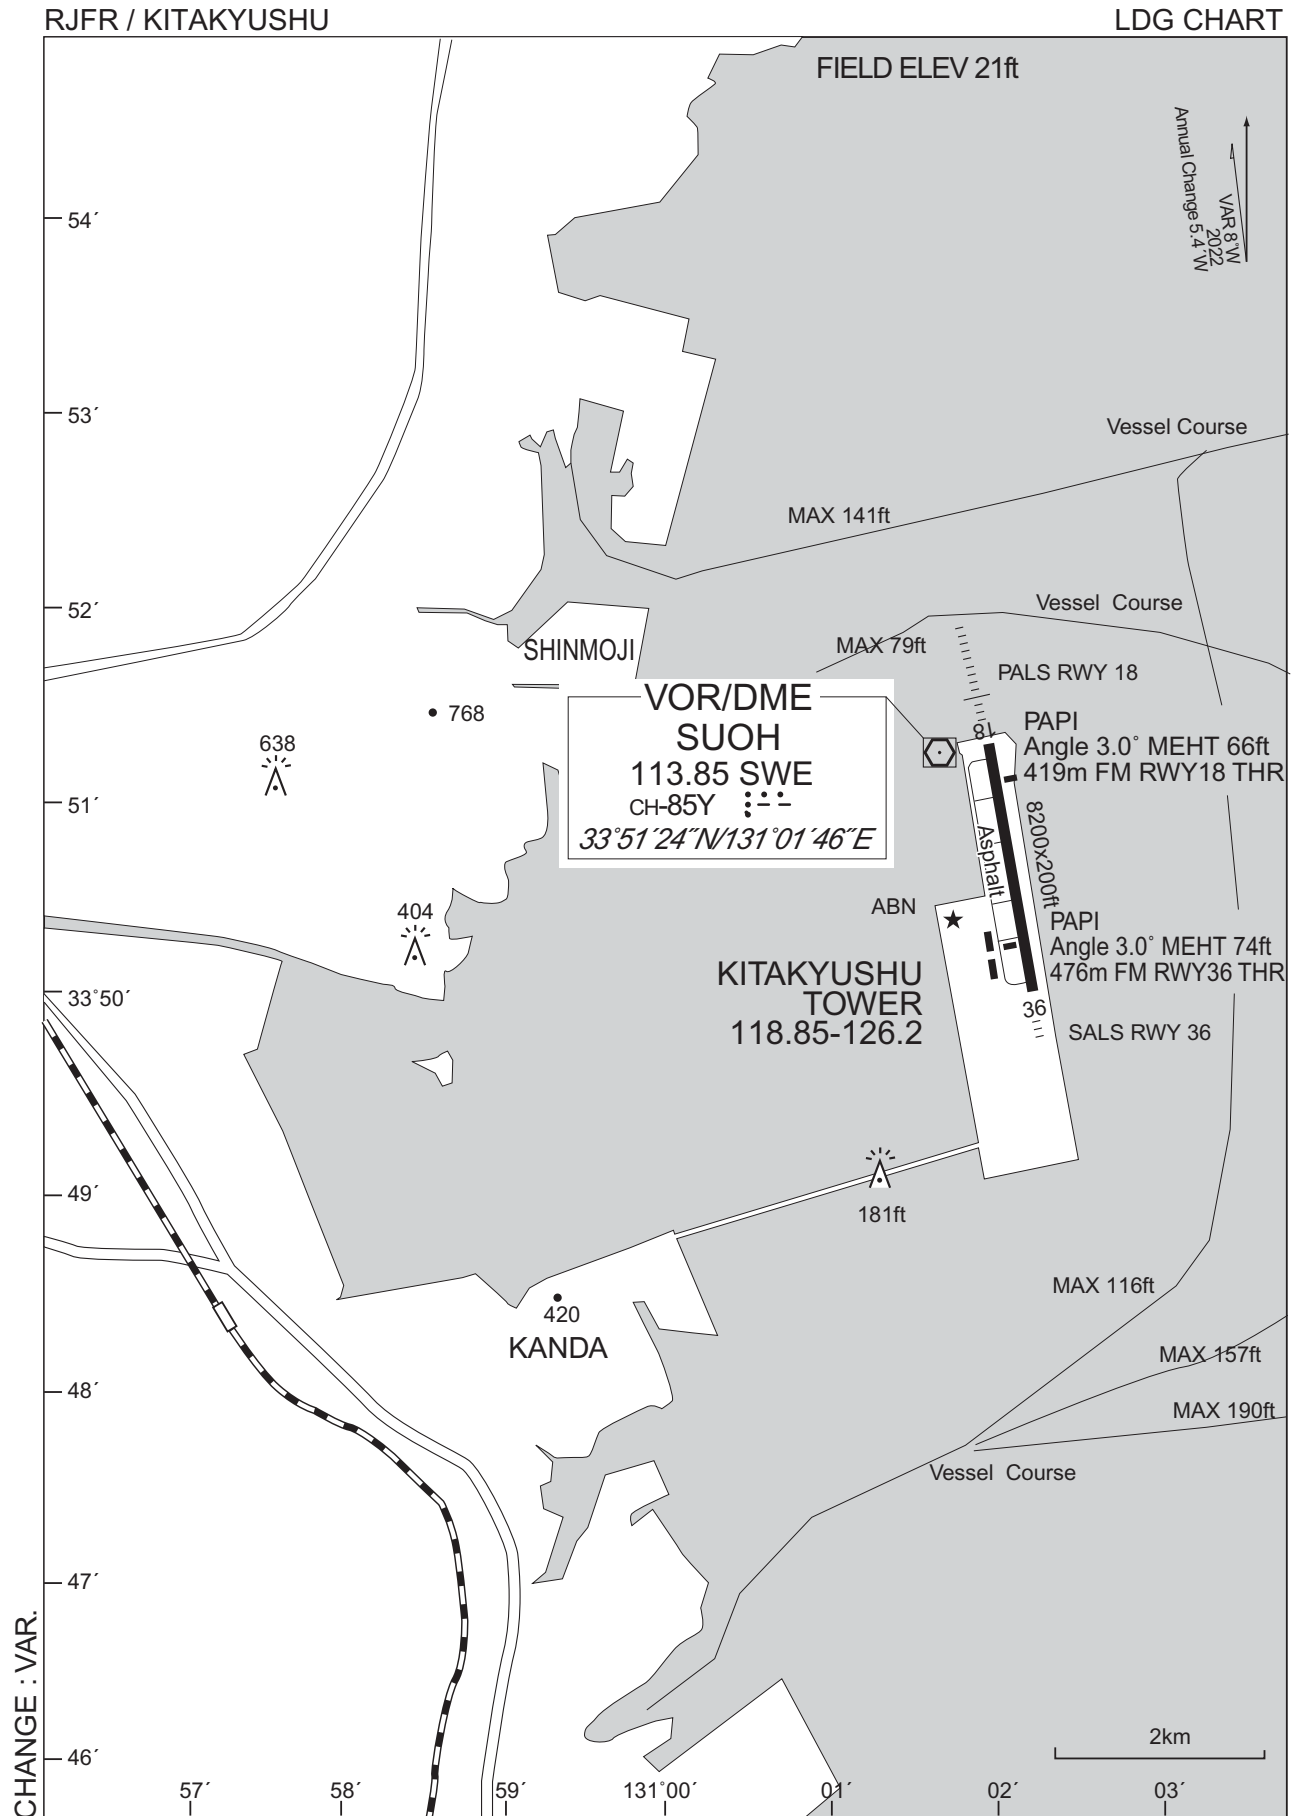 RJFR / KITAKYUSHU
LDG CHART
FIELD ELEV 21ft
VAR 8°W
2022
Annual Change 5.4´W
54´
53´
Vessel Course
MAX 141ft
52´
Vessel Course
MAX 79ft
SHINMOJI
PALS RWY 18
VOR/DME
SUOH
113.85 SWE
CH-85Y
33°51´24˝N/131°01´46˝E
768
638
18
PAPI
Angle 3.0° MEHT 66ft
419m FM RWY18 THR
51´
8200x200ft
Asphalt
404
ABN
PAPI
Angle 3.0° MEHT 74ft
476m FM RWY36 THR
KITAKYUSHU
TOWER
118.85-126.2
33°50´
36
SALS RWY 36
49´
181ft
MAX 116ft
420
KANDA
MAX 157ft
48´
MAX 190ft
Vessel Course
47´
CHANGE : VAR.
2km
46´
57´
58´
59´
131°00´
01´
02´
03´